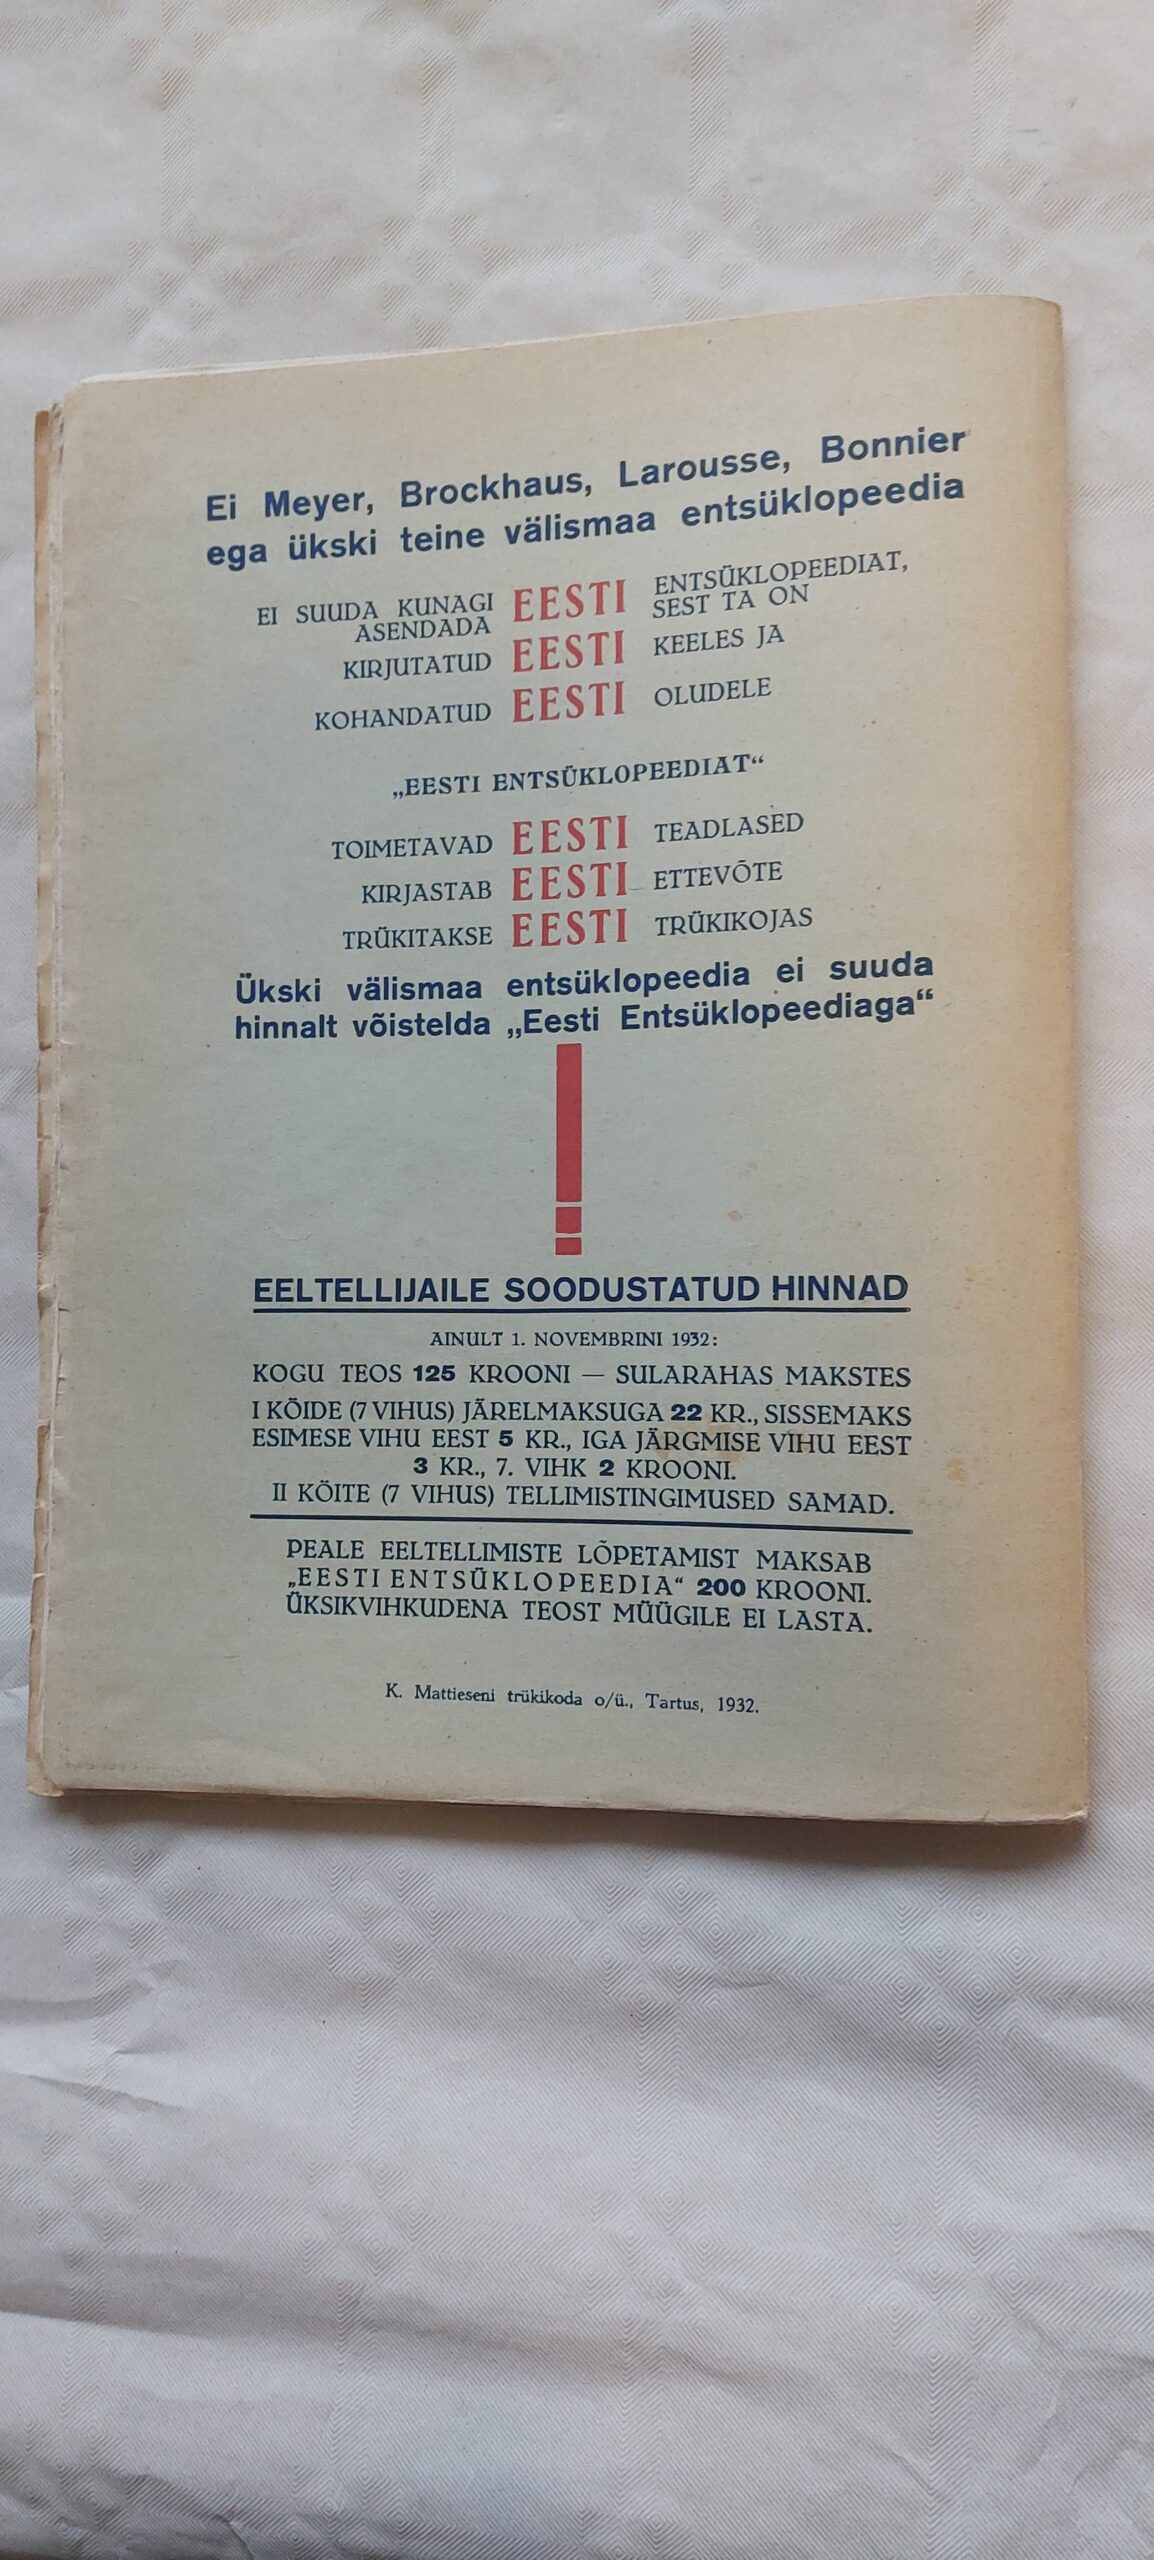 Ei Meyer, Brockhaus, Larousse, Bonnier
ega ükski teine välismaa entsüklopeedia
EI SUUDA KUNAGI ASENDADA EESTI ENTSÜKLOPEEDIAT, SEST TA ON
KIRJUTATUD EESTI KEELES JA
KOHANDATUD EESTI OLUDELE
„EESTI ENTSÜKLOPEEDIAT“
TOIMETAVAD EESTI TEADLASED
KIRJASTAB EESTI ETTEVÕTE
TRÜKITAKSE EESTI TRÜKIKOJAS
Ükski välismaa entsüklopeedia ei suuda
hinnalt võistelda „Eesti Entsüklopeediaga“
!
EELTELLIJAILE SOODUSTATUD HINNAD
AINULT 1. NOVEMBRINI 1932:
KOGU TEOS 125 KROONI — SULARAHAS MAKSTES
I KÖIDE (7 VIHUS) JÄRELMAKSUGA 22 KR., SISSEMAKS
ESIMESE VIHU EEST 5 KR., IGA JÄRGMISE VIHU EEST
3 KR., 7. VIHK 2 KROONI.
II KÖITE (7 VIHUS) TELLIMISTINGIMUSED SAMAD.
PEALE EELTELLIMISTE LÕPETAMIST MAKSAB
„EESTI ENTSÜKLOPEEDIA“ 200 KROONI.
ÜKSIKVIHKUDENA TEOST MÜÜGILE EI LASTA.
K. Mattieseni trükikoda o/ü., Tartus, 1932.